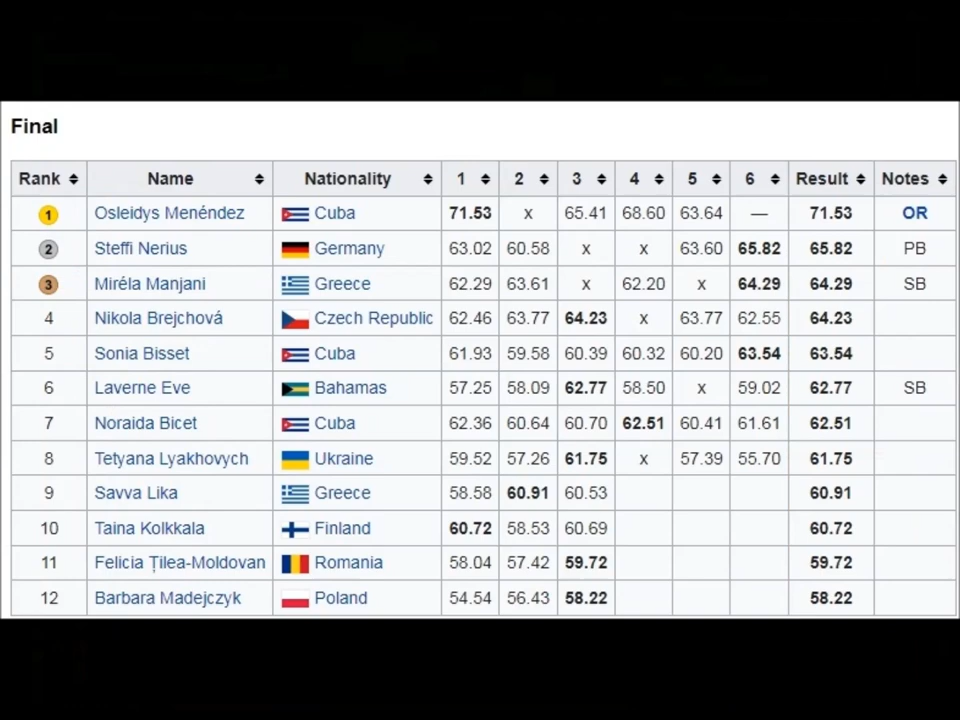 Final
Rank Name Nationality 1 2 3 4 5 6 Result Notes
1 Osleidys Menéndez Cuba 71.53 x 65.41 68.60 63.64 — 71.53 OR
2 Steffi Nerius Germany 63.02 60.58 x x 63.60 65.82 65.82 PB
3 Miréla Manjani Greece 62.29 63.61 x 62.20 x 64.29 64.29 SB
4 Nikola Brejchová Czech Republic 62.46 63.77 64.23 x 63.77 62.55 64.23
5 Sonia Bisset Cuba 61.93 59.58 60.39 60.32 60.20 63.54 63.54
6 Laverne Eve Bahamas 57.25 58.09 62.77 58.50 x 59.02 62.77 SB
7 Noraida Bicet Cuba 62.36 60.64 60.70 62.51 60.41 61.61 62.51
8 Tetyana Lyakhovych Ukraine 59.52 57.26 61.75 x 57.39 55.70 61.75
9 Savva Lika Greece 58.58 60.91 60.53 60.91
10 Taina Kolkkala Finland 60.72 58.53 60.69 60.72
11 Felicia Țilea-Moldovan Romania 58.04 57.42 59.72 59.72
12 Barbara Madejczyk Poland 54.54 56.43 58.22 58.22